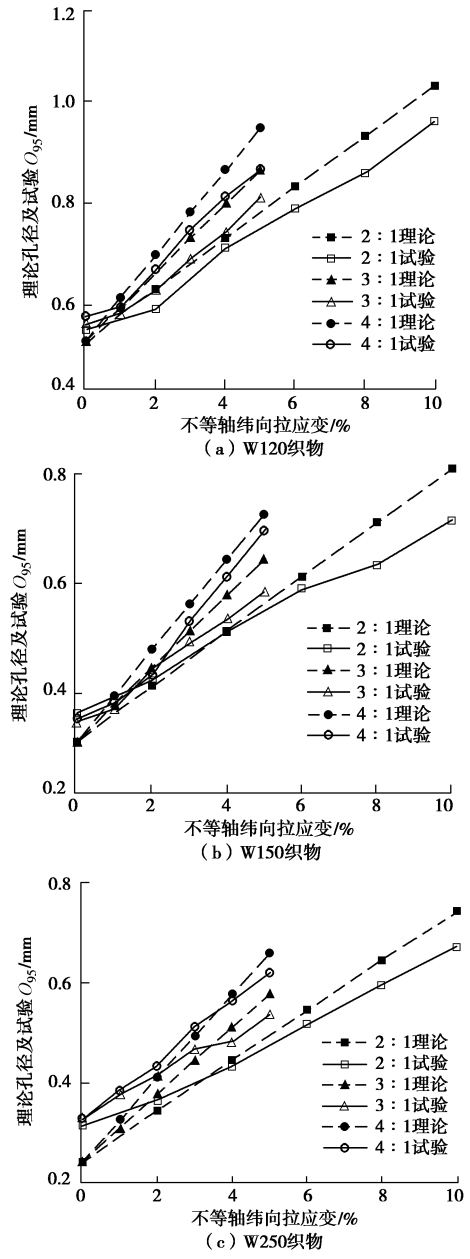 1.2
1.0
0.8
0.6
0.4
理论孔径及试验O₉₅/mm
2：1理论
2：1试验
3：1理论
3：1试验
4：1理论
4：1试验
0 2 4 6 8 10
不等轴纬向拉应变/%
（a）W120织物
0.8
0.6
0.4
0.2
理论孔径及试验O₉₅/mm
2：1理论
2：1试验
3：1理论
3：1试验
4：1理论
4：1试验
0 2 4 6 8 10
不等轴纬向拉应变/%
（b）W150织物
0.8
0.6
0.4
0.2
理论孔径及试验O₉₅/mm
2：1理论
2：1试验
3：1理论
3：1试验
4：1理论
4：1试验
0 2 4 6 8 10
不等轴纬向拉应变/%
（c）W250织物